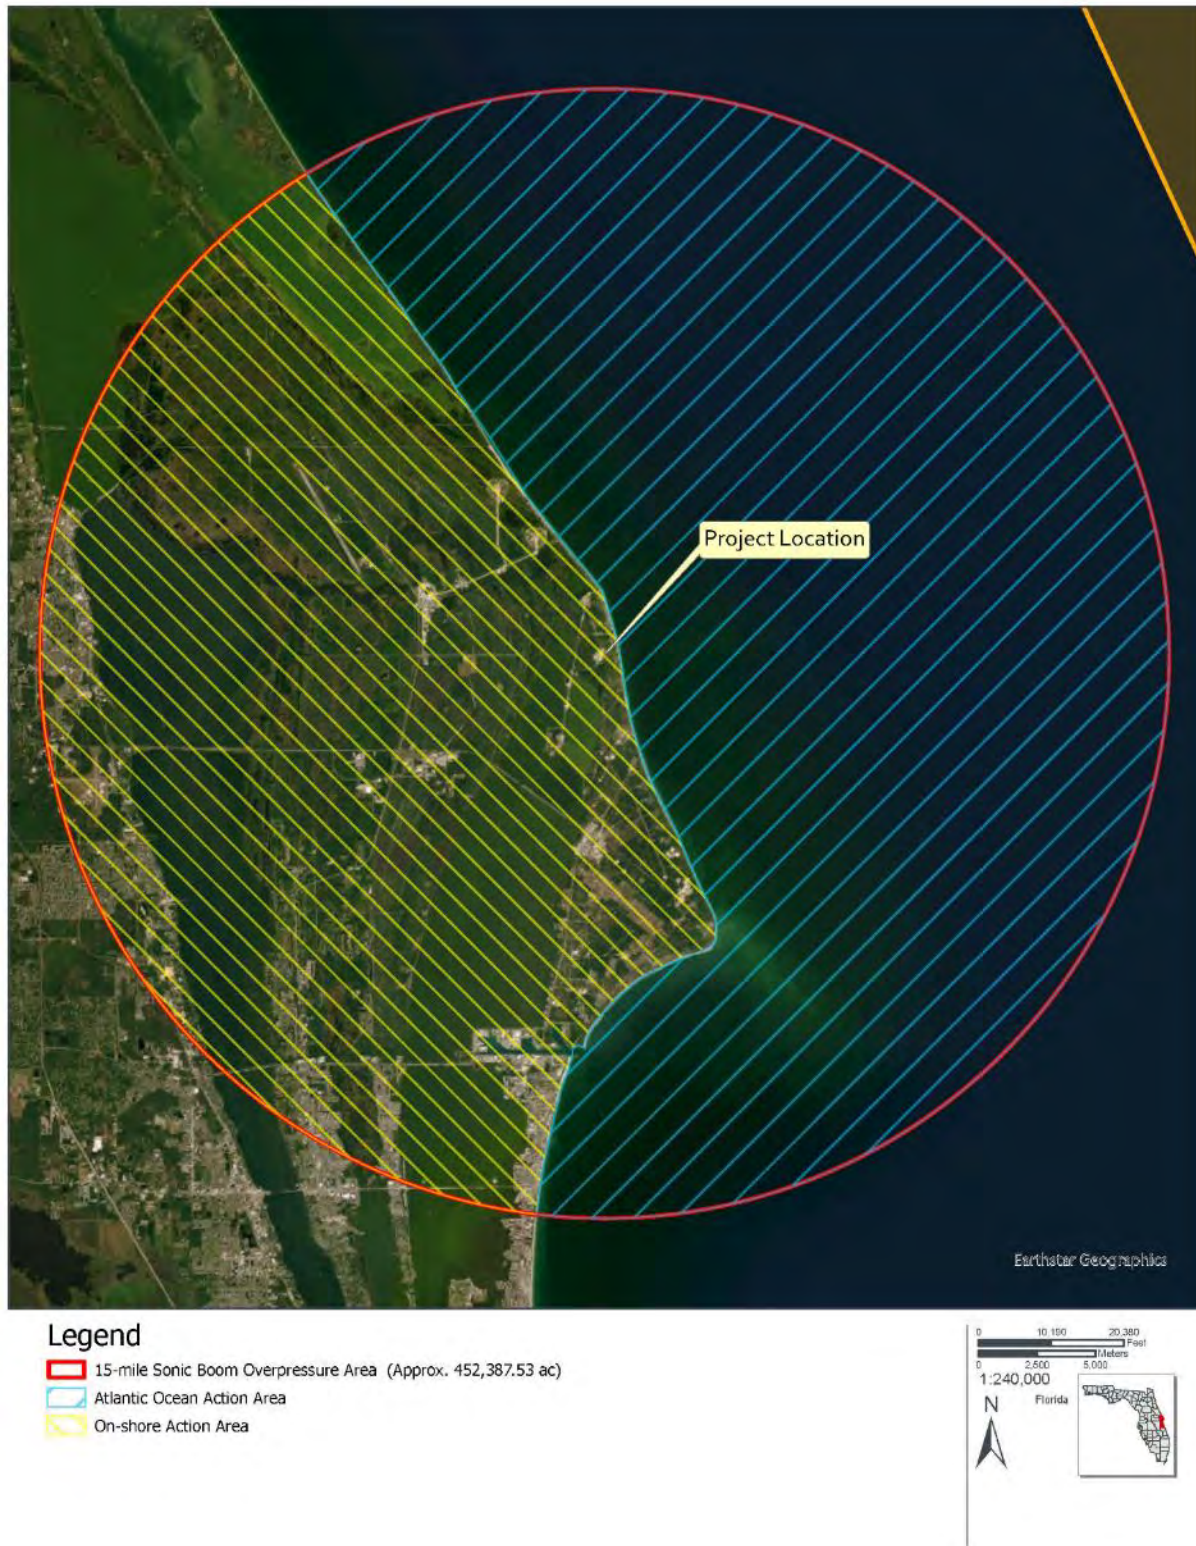 Project Location
Earthstar Geographics
Legend
15-mile Sonic Boom Overpressure Area (Approx. 452,387.53 ac)
Atlantic Ocean Action Area
On-shore Action Area
0 10,190 20,380
Feet
Meters
0 2,500 5,000
1:240,000
N
Florida